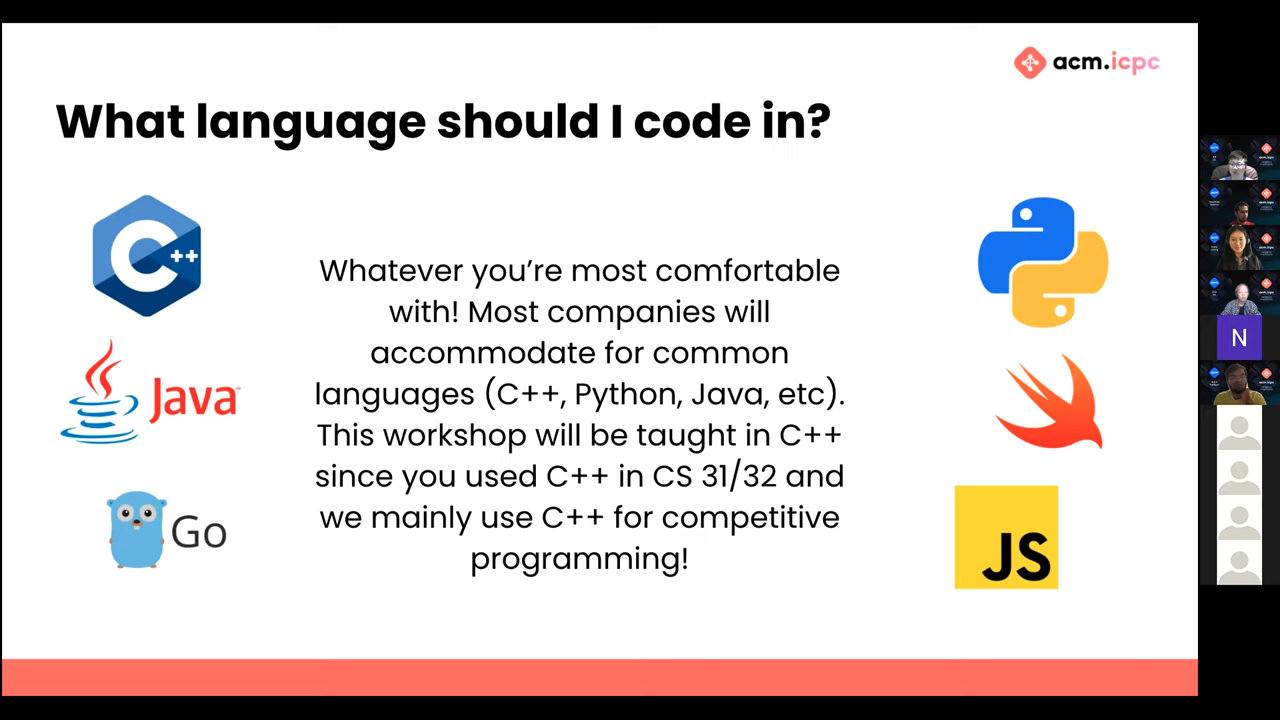 acm.icpc
What language should I code in?
C++
Whatever you’re most comfortable
with! Most companies will
accommodate for common
languages (C++, Python, Java, etc).
This workshop will be taught in C++
since you used C++ in CS 31/32 and
we mainly use C++ for competitive
programming!
Java
Go
JS
N